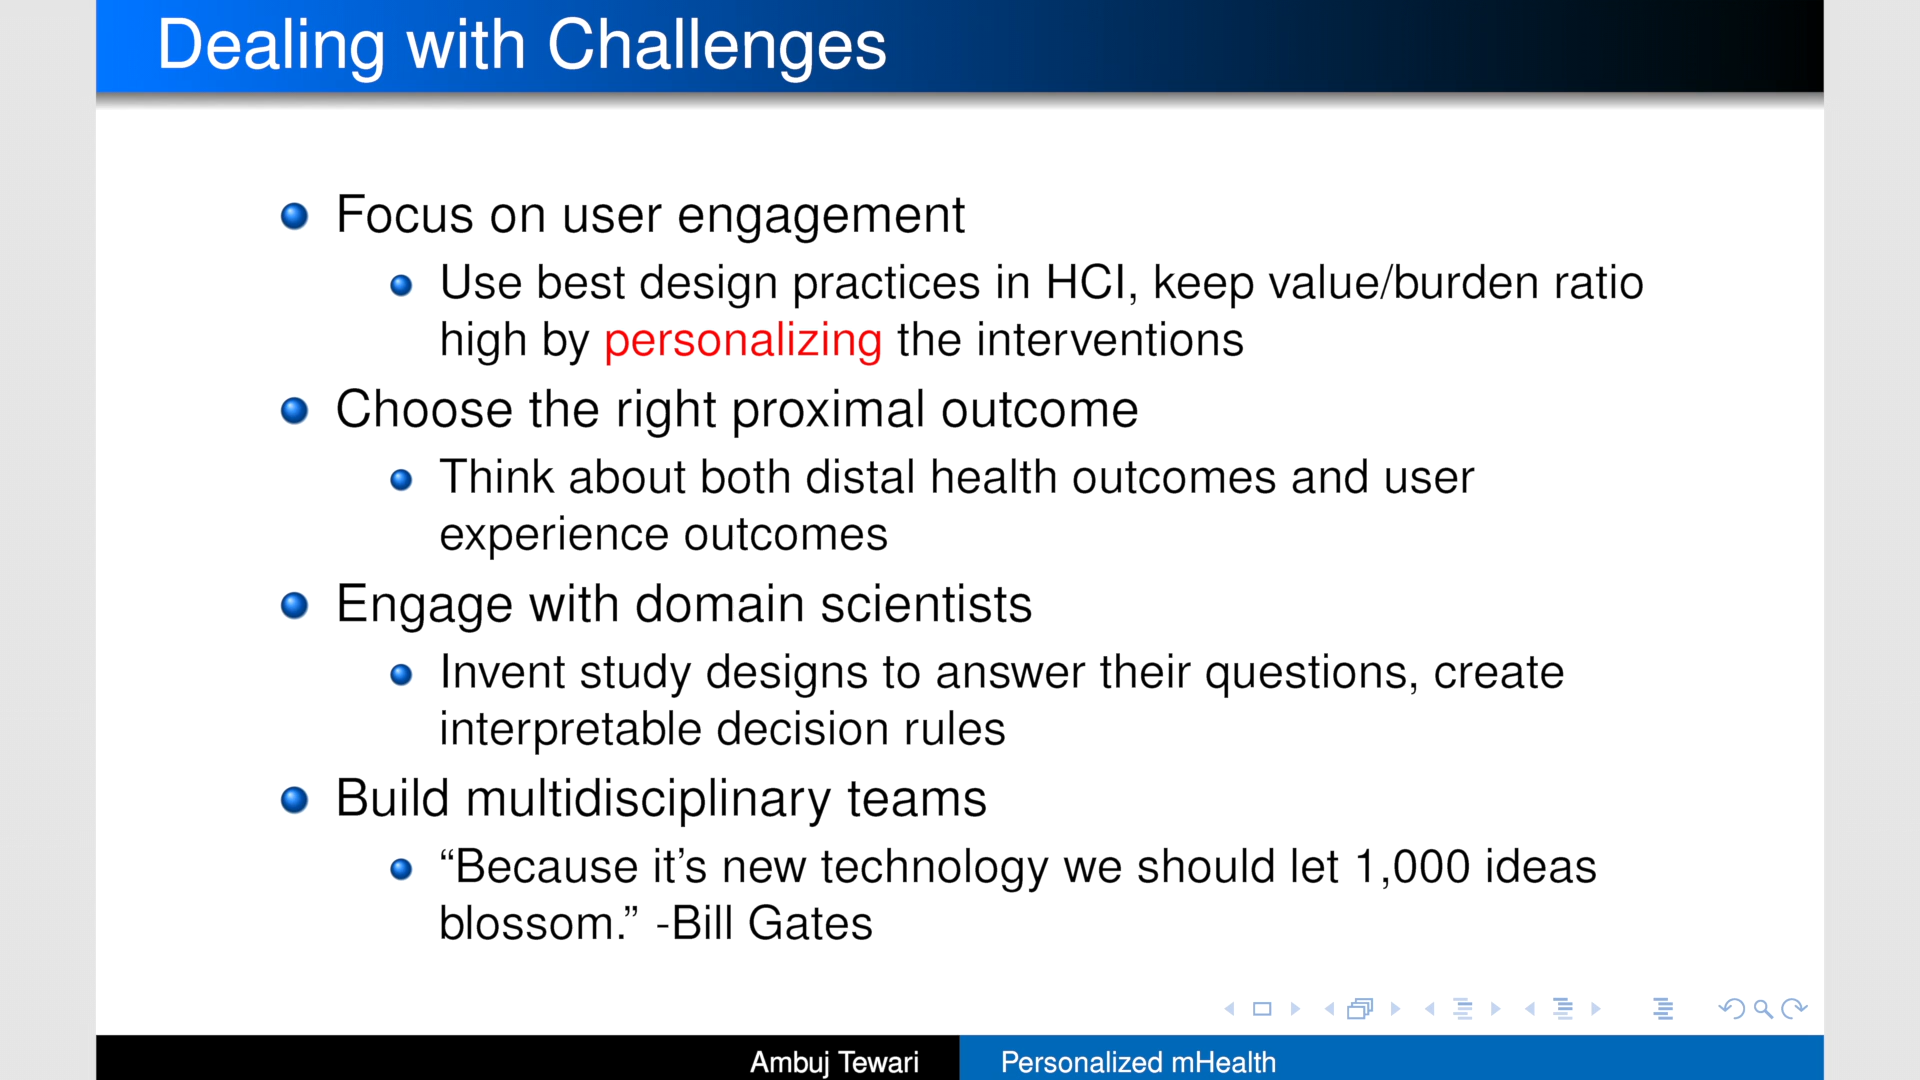 Dealing with Challenges
Focus on user engagement
Use best design practices in HCI, keep value/burden ratio
high by personalizing the interventions
Choose the right proximal outcome
Think about both distal health outcomes and user
experience outcomes
Engage with domain scientists
Invent study designs to answer their questions, create
interpretable decision rules
Build multidisciplinary teams
“Because it’s new technology we should let 1,000 ideas
blossom.” -Bill Gates
Ambuj Tewari
Personalized mHealth